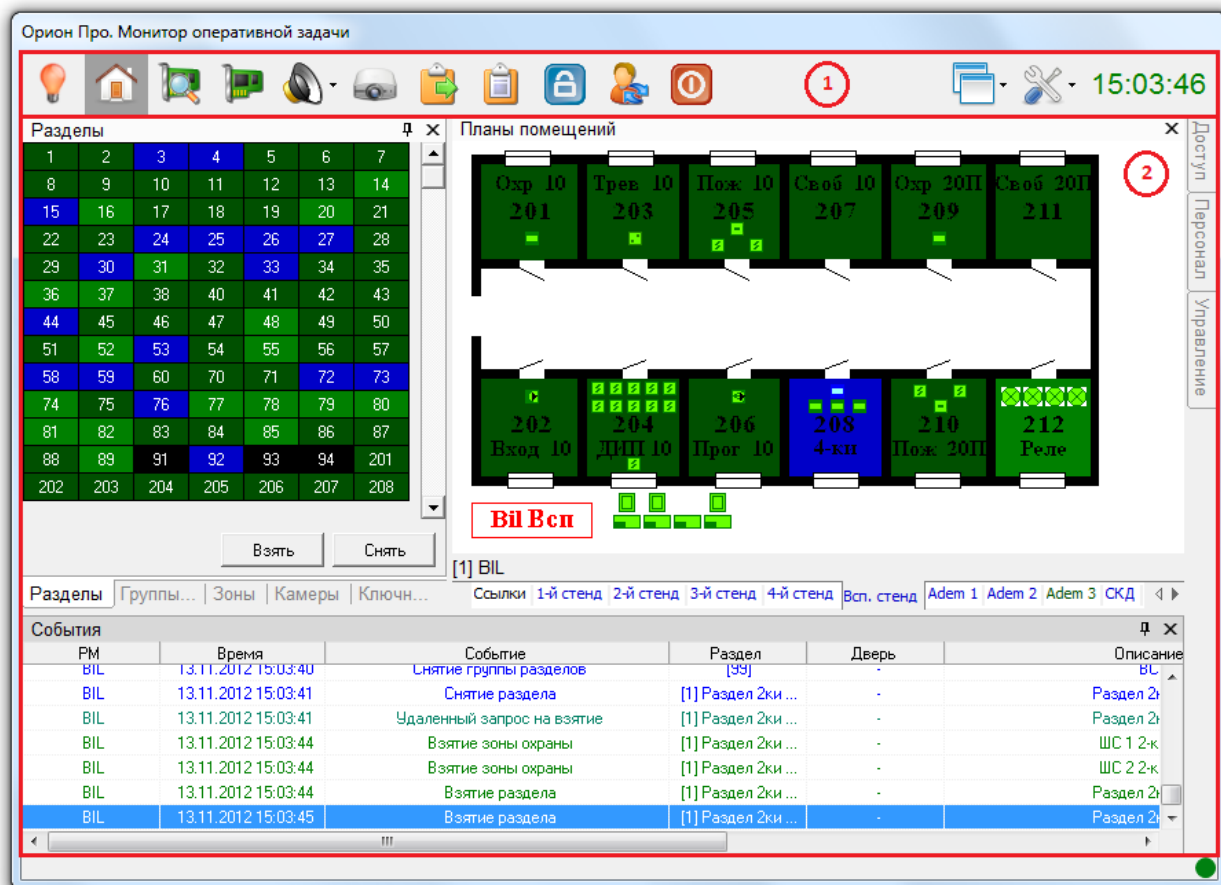 Орион Про. Монитор оперативной задачи
1
15:03:46
Разделы
1 2 3 4 5 6 7
8 9 10 11 12 13 14
15 16 17 18 19 20 21
22 23 24 25 26 27 28
29 30 31 32 33 34 35
36 37 38 40 41 42 43
44 45 46 47 48 49 50
51 52 53 54 55 56 57
58 59 60 70 71 72 73
74 75 76 77 78 79 80
81 82 83 84 85 86 87
88 89 91 92 93 94 201
202 203 204 205 206 207 208
Взять Снять
Разделы Группы... Зоны Камеры Ключн...
Планы помещений
2
Охр 10 Трев 10 Пож 10 Своб 10 Охр 20П Своб 20П
201 203 205 207 209 211
202 204 206 208 210 212
Вход 10 ДИП 10 Прог 10 4-ки Пож 20П Реле
Bil Всп
[1] BIL
Ссылки 1-й стенд 2-й стенд 3-й стенд 4-й стенд Всп. стенд Adem 1 Adem 2 Adem 3 СКД
Доступ
Персонал
Управление
События
РМ Время Событие Раздел Дверь Описание
BIL 13.11.2012 15:03:40 Снятие группы разделов [99] - ВС
BIL 13.11.2012 15:03:41 Снятие раздела [1] Раздел 2ки ... - Раздел 2к
BIL 13.11.2012 15:03:41 Удаленный запрос на взятие [1] Раздел 2ки ... - Раздел 2к
BIL 13.11.2012 15:03:44 Взятие зоны охраны [1] Раздел 2ки ... - ШС 1 2-к
BIL 13.11.2012 15:03:44 Взятие зоны охраны [1] Раздел 2ки ... - ШС 2 2-к
BIL 13.11.2012 15:03:44 Взятие раздела [1] Раздел 2ки ... - Раздел 2к
BIL 13.11.2012 15:03:45 Взятие раздела [1] Раздел 2ки ... - Раздел 2к